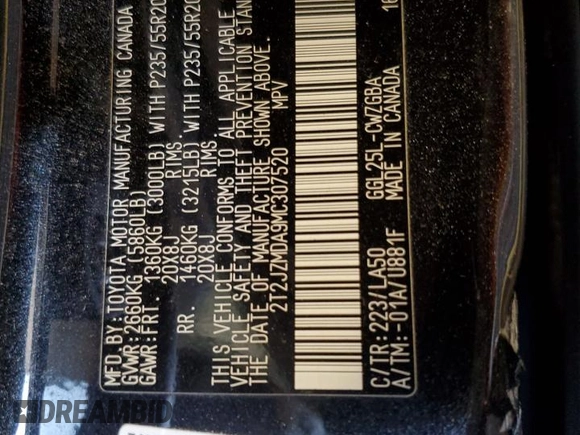 MFD. BY: TOYOTA MOTOR MANUFACTURING CANADA
GVWR: 2660KG (5860LB)
GAWR: FRT. 1360KG (3000LB) WITH P235/55R20
20X8J RIMS,
RR. 1460KG (3215LB) WITH P235/55R20
20X8J RIMS,
THIS VEHICLE CONFORMS TO ALL APPLICABLE
VEHICLE SAFETY AND THEFT PREVENTION STAN
THE DATE OF MANUFACTURE SHOWN ABOVE.
2T2JZMDA9MC307520 MPV
C/TR: 223/LA50 GGL25L-CWZGBA
A/TM: -01A/U881F MADE IN CANADA
DREAMBID